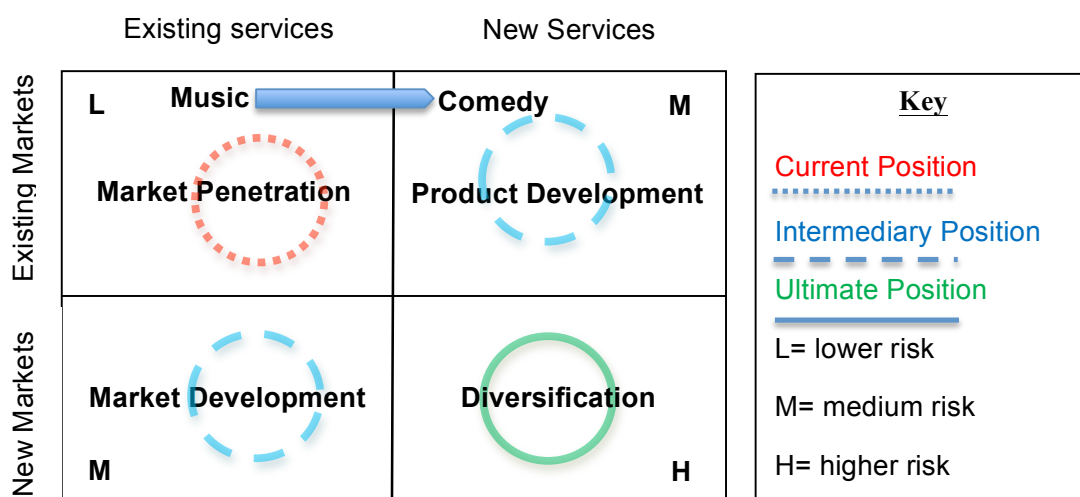 Existing services
New Services
Existing Markets
L
Music
Comedy
M
Market Penetration
Product Development
New Markets
Market Development
Diversification
M
H
Key
Current Position
Intermediary Position
Ultimate Position
L= lower risk
M= medium risk
H= higher risk